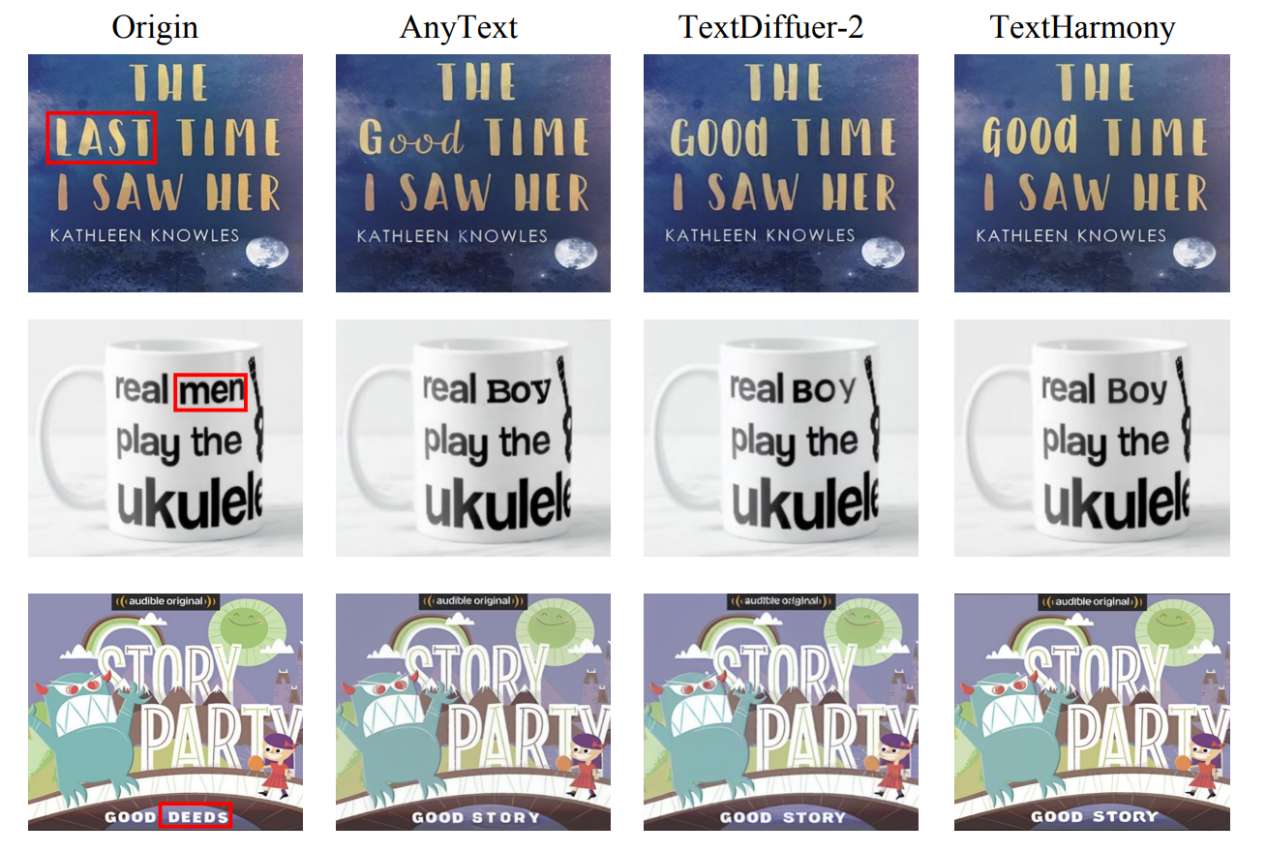 Origin
AnyText
TextDiffuer-2
TextHarmony
THE
LAST TIME
I SAW HER
KATHLEEN KNOWLES
THE
Good TIME
I SAW HER
KATHLEEN KNOWLES
THE
GOOd TIME
I SAW HER
KATHLEEN KNOWLES
THE
GOOd TIME
I SAW HER
KATHLEEN KNOWLES
real men
play the
ukulele
real Boy
play the
ukulele
real BOy
play the
ukulele
real Boy
play the
ukulele
audible original
STORY
PARTY
GOOD DEEDS
audible original
STORY
PARTY
GOOD STORY
STORY
PARTY
GOOD STORY
audible original
STORY
PARTY
GOOD STORY